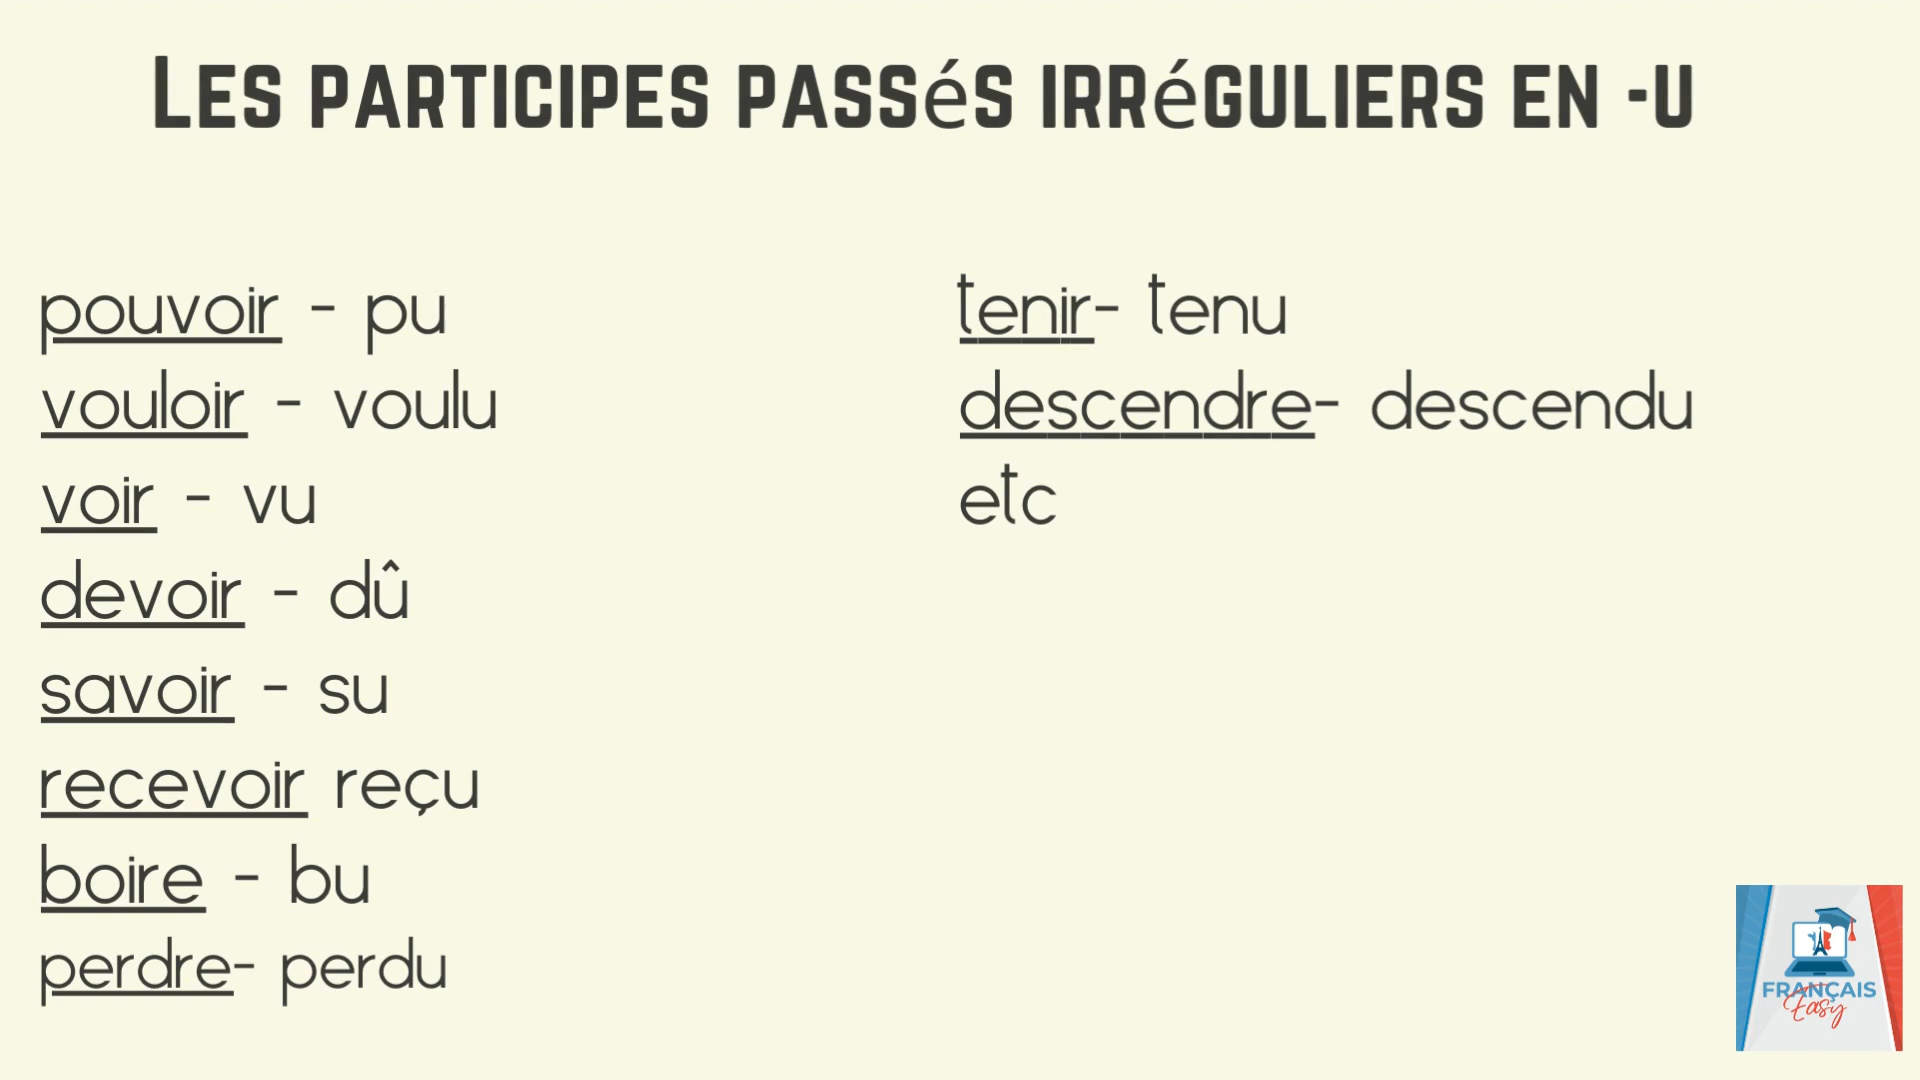 Les participes passés irréguliers en -u
pouvoir - pu
vouloir - voulu
voir - vu
devoir - dû
savoir - su
recevoir reçu
boire - bu
perdre- perdu
tenir- tenu
descendre- descendu
etc
FRANÇAIS
Easy